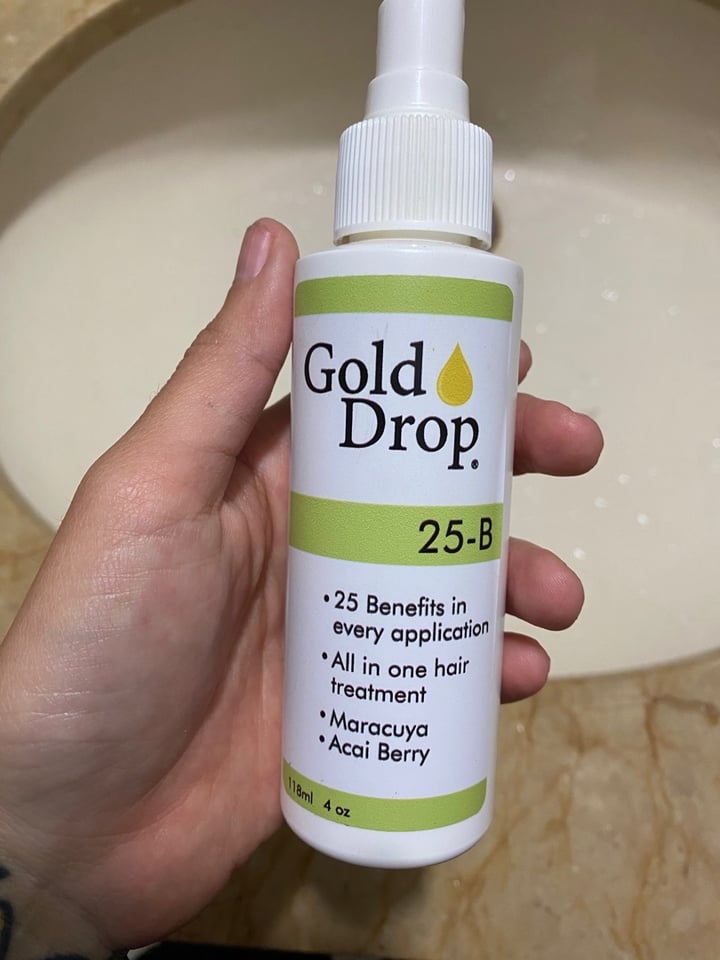 Gold
Drop®
25-B
•25 Benefits in
every application
•All in one hair
treatment
•Maracuya
•Acai Berry
118ml 4 oz